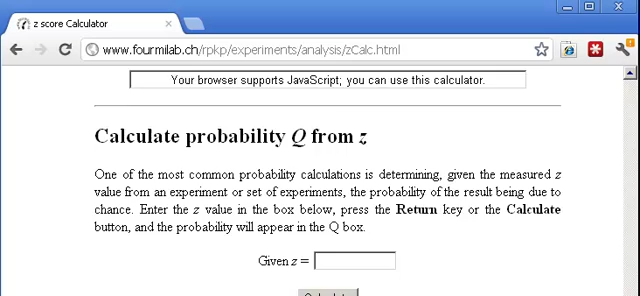 z score Calculator
www.fourmilab.ch/rpkp/experiments/analysis/zCalc.html
Your browser supports JavaScript; you can use this calculator.
Calculate probability Q from z
One of the most common probability calculations is determining, given the measured z
value from an experiment or set of experiments, the probability of the result being due to
chance. Enter the z value in the box below, press the Return key or the Calculate
button, and the probability will appear in the Q box.
Given z =